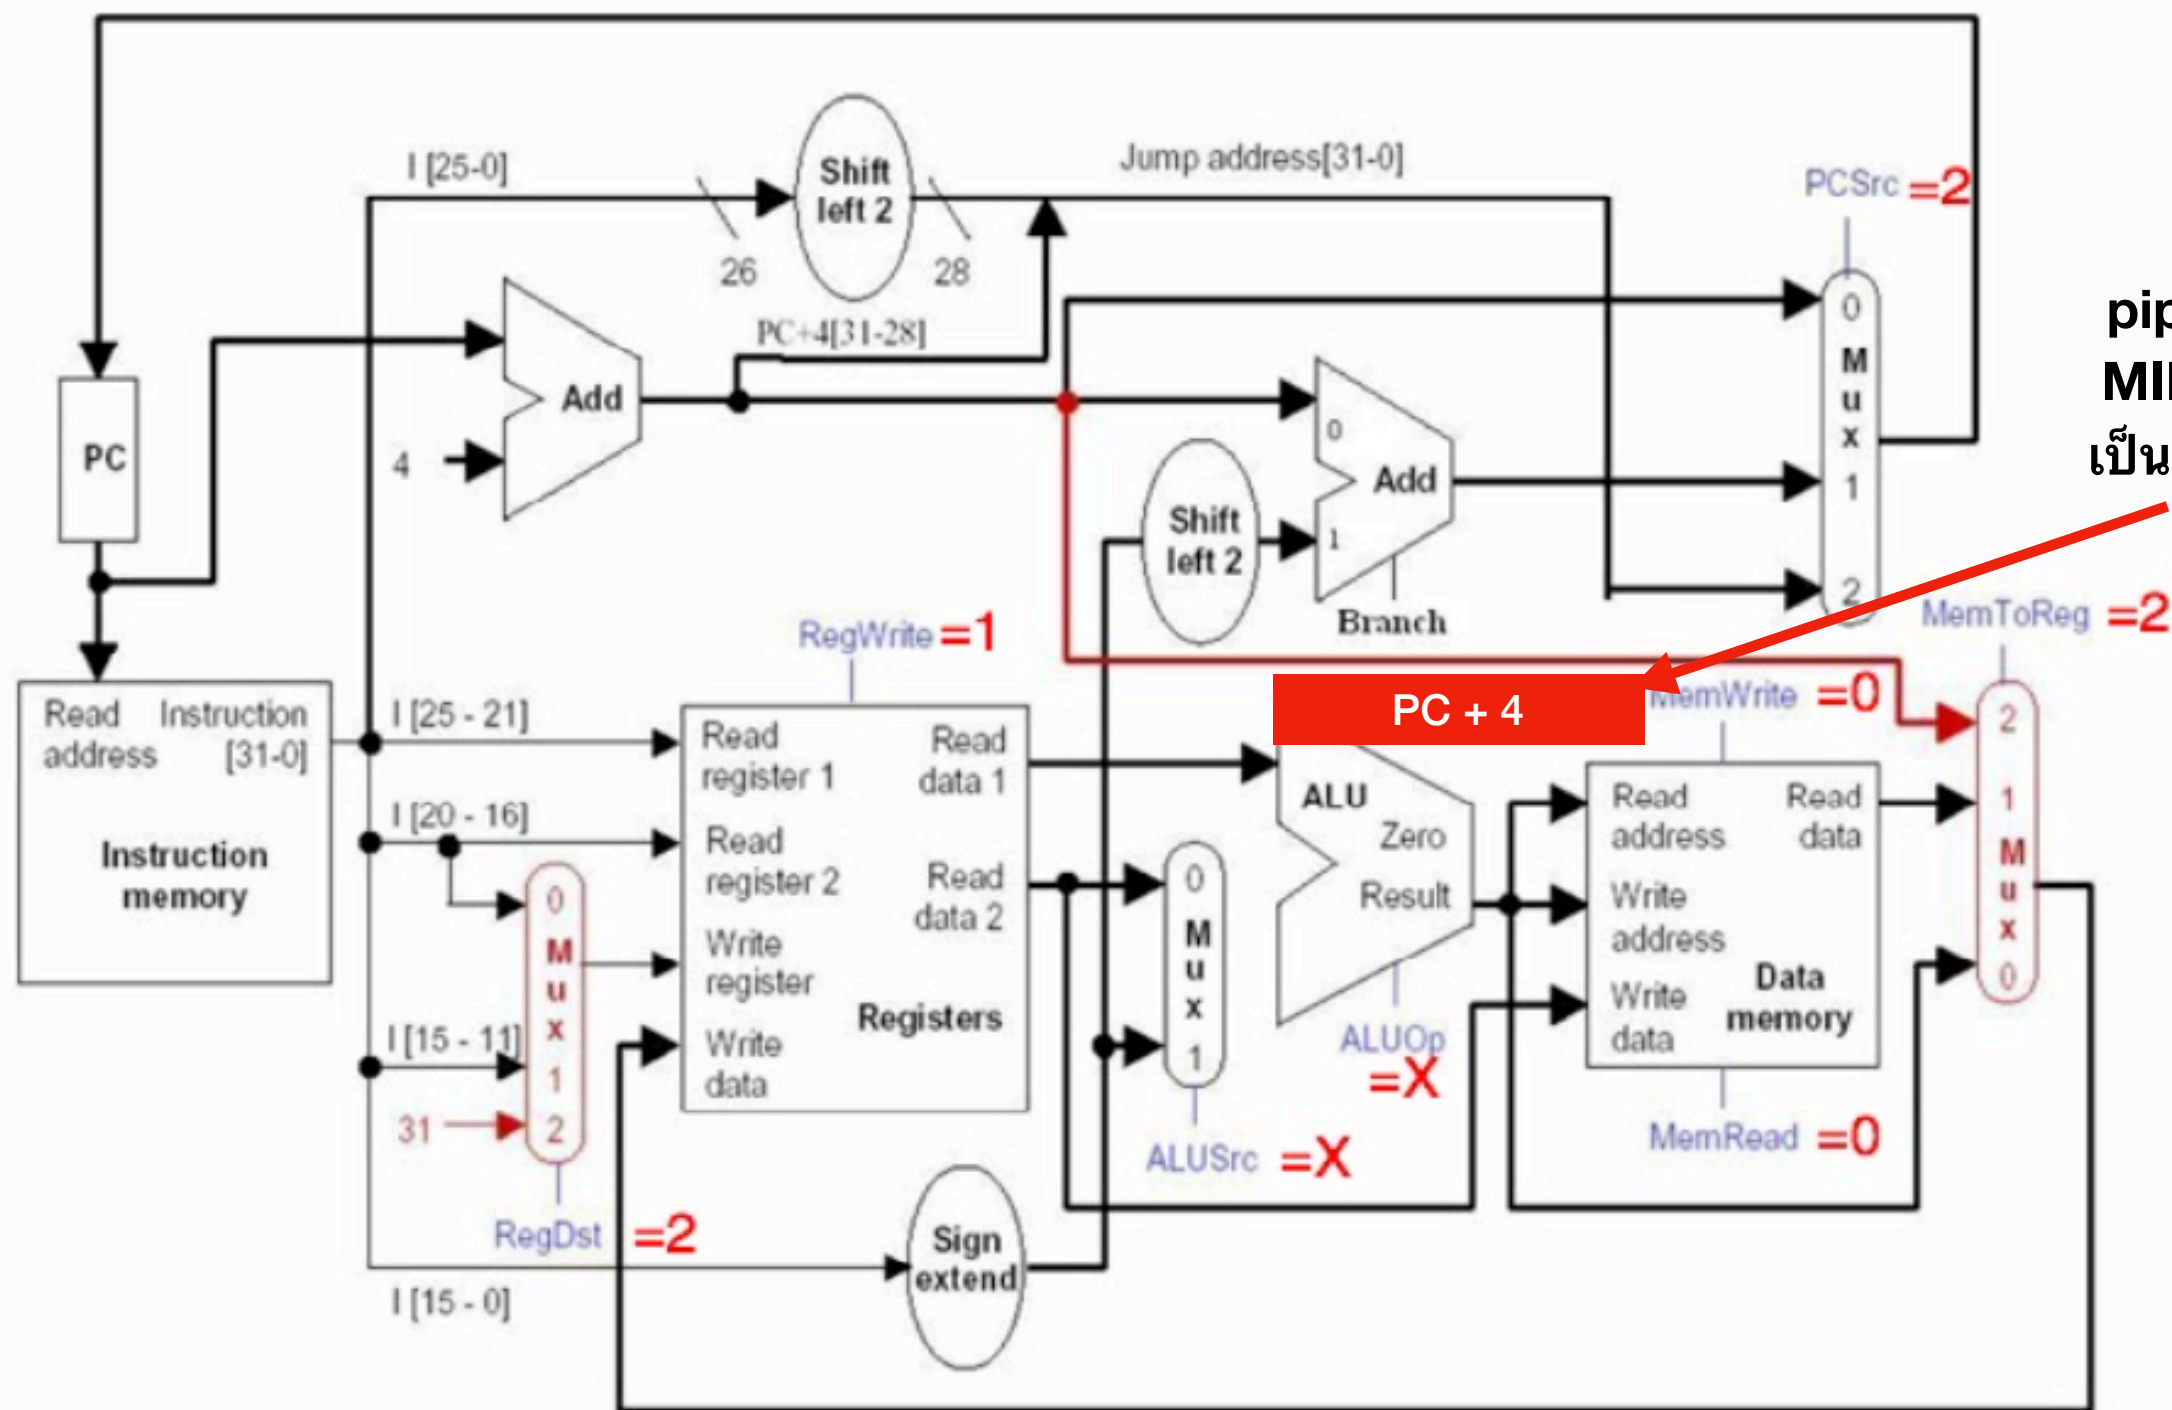 I [25-0]
Shift
left 2
26
28
Jump address[31-0]
PCSrc =2
PC+4[31-28]
Add
4
PC
0
Add
1
Shift
left 2
Branch
0
M
u
x
1
2
เป็น
MemToReg =2
RegWrite =1
PC + 4
MemWrite =0
Read
address
Instruction
[31-0]
Instruction
memory
I [25 - 21]
I [20 - 16]
I [15 - 11]
31
0
M
u
x
1
2
RegDst =2
I [15 - 0]
Read
register 1
Read
register 2
Write
register
Write
data
Read
data 1
Read
data 2
Registers
Sign
extend
0
M
u
x
1
ALUSrc =X
ALU
Zero
Result
ALUOp
=X
Read
address
Write
address
Write
data
Read
data
Data
memory
MemRead =0
2
1
M
u
x
0